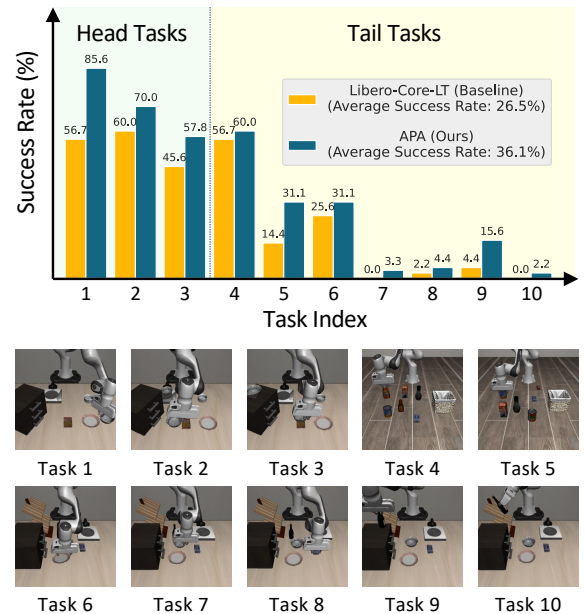 Head Tasks
Tail Tasks
Success Rate (%)
Libero-Core-LT (Baseline)
(Average Success Rate: 26.5%)
APA (Ours)
(Average Success Rate: 36.1%)
56.7
85.6
60.0
70.0
45.6
57.8
56.7
60.0
14.4
31.1
25.6
31.1
0.0
3.3
2.2
4.4
4.4
15.6
0.0
2.2
1 2 3 4 5 6 7 8 9 10
Task Index
Task 1 Task 2 Task 3 Task 4 Task 5
Task 6 Task 7 Task 8 Task 9 Task 10